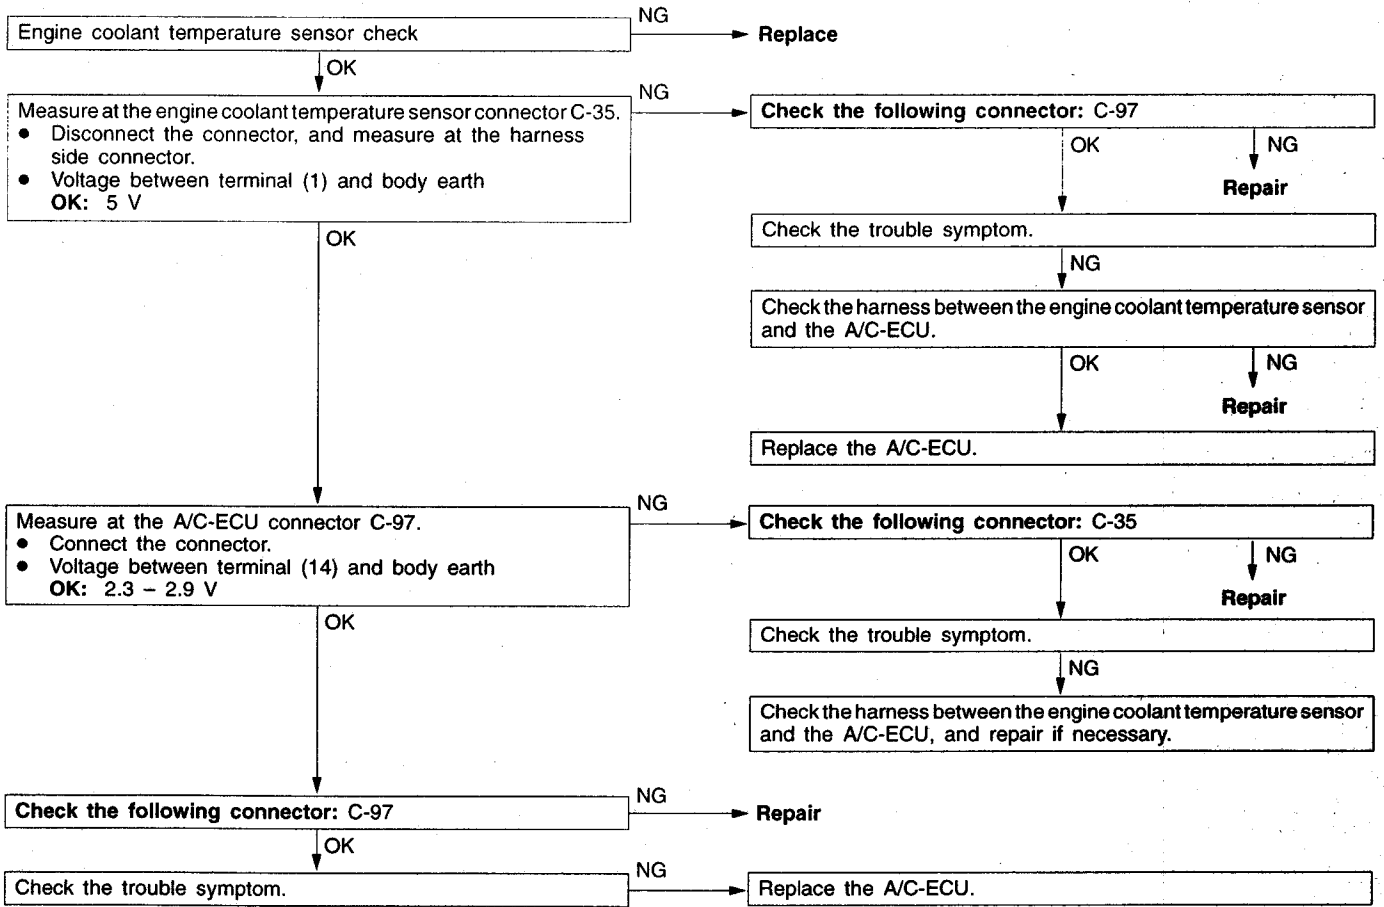 Engine coolant temperature sensor check
NG
Replace
OK
Measure at the engine coolant temperature sensor connector C-35.
● Disconnect the connector, and measure at the harness
side connector.
● Voltage between terminal (1) and body earth
OK: 5 V
NG
Check the following connector: C-97
OK
NG
Repair
Check the trouble symptom.
NG
Check the harness between the engine coolant temperature sensor
and the A/C-ECU.
OK
NG
Repair
Replace the A/C-ECU.
OK
Measure at the A/C-ECU connector C-97.
● Connect the connector.
● Voltage between terminal (14) and body earth
OK: 2.3 – 2.9 V
NG
Check the following connector: C-35
OK
NG
Repair
Check the trouble symptom.
NG
Check the harness between the engine coolant temperature sensor
and the A/C-ECU, and repair if necessary.
OK
Check the following connector: C-97
NG
Repair
OK
Check the trouble symptom.
NG
Replace the A/C-ECU.